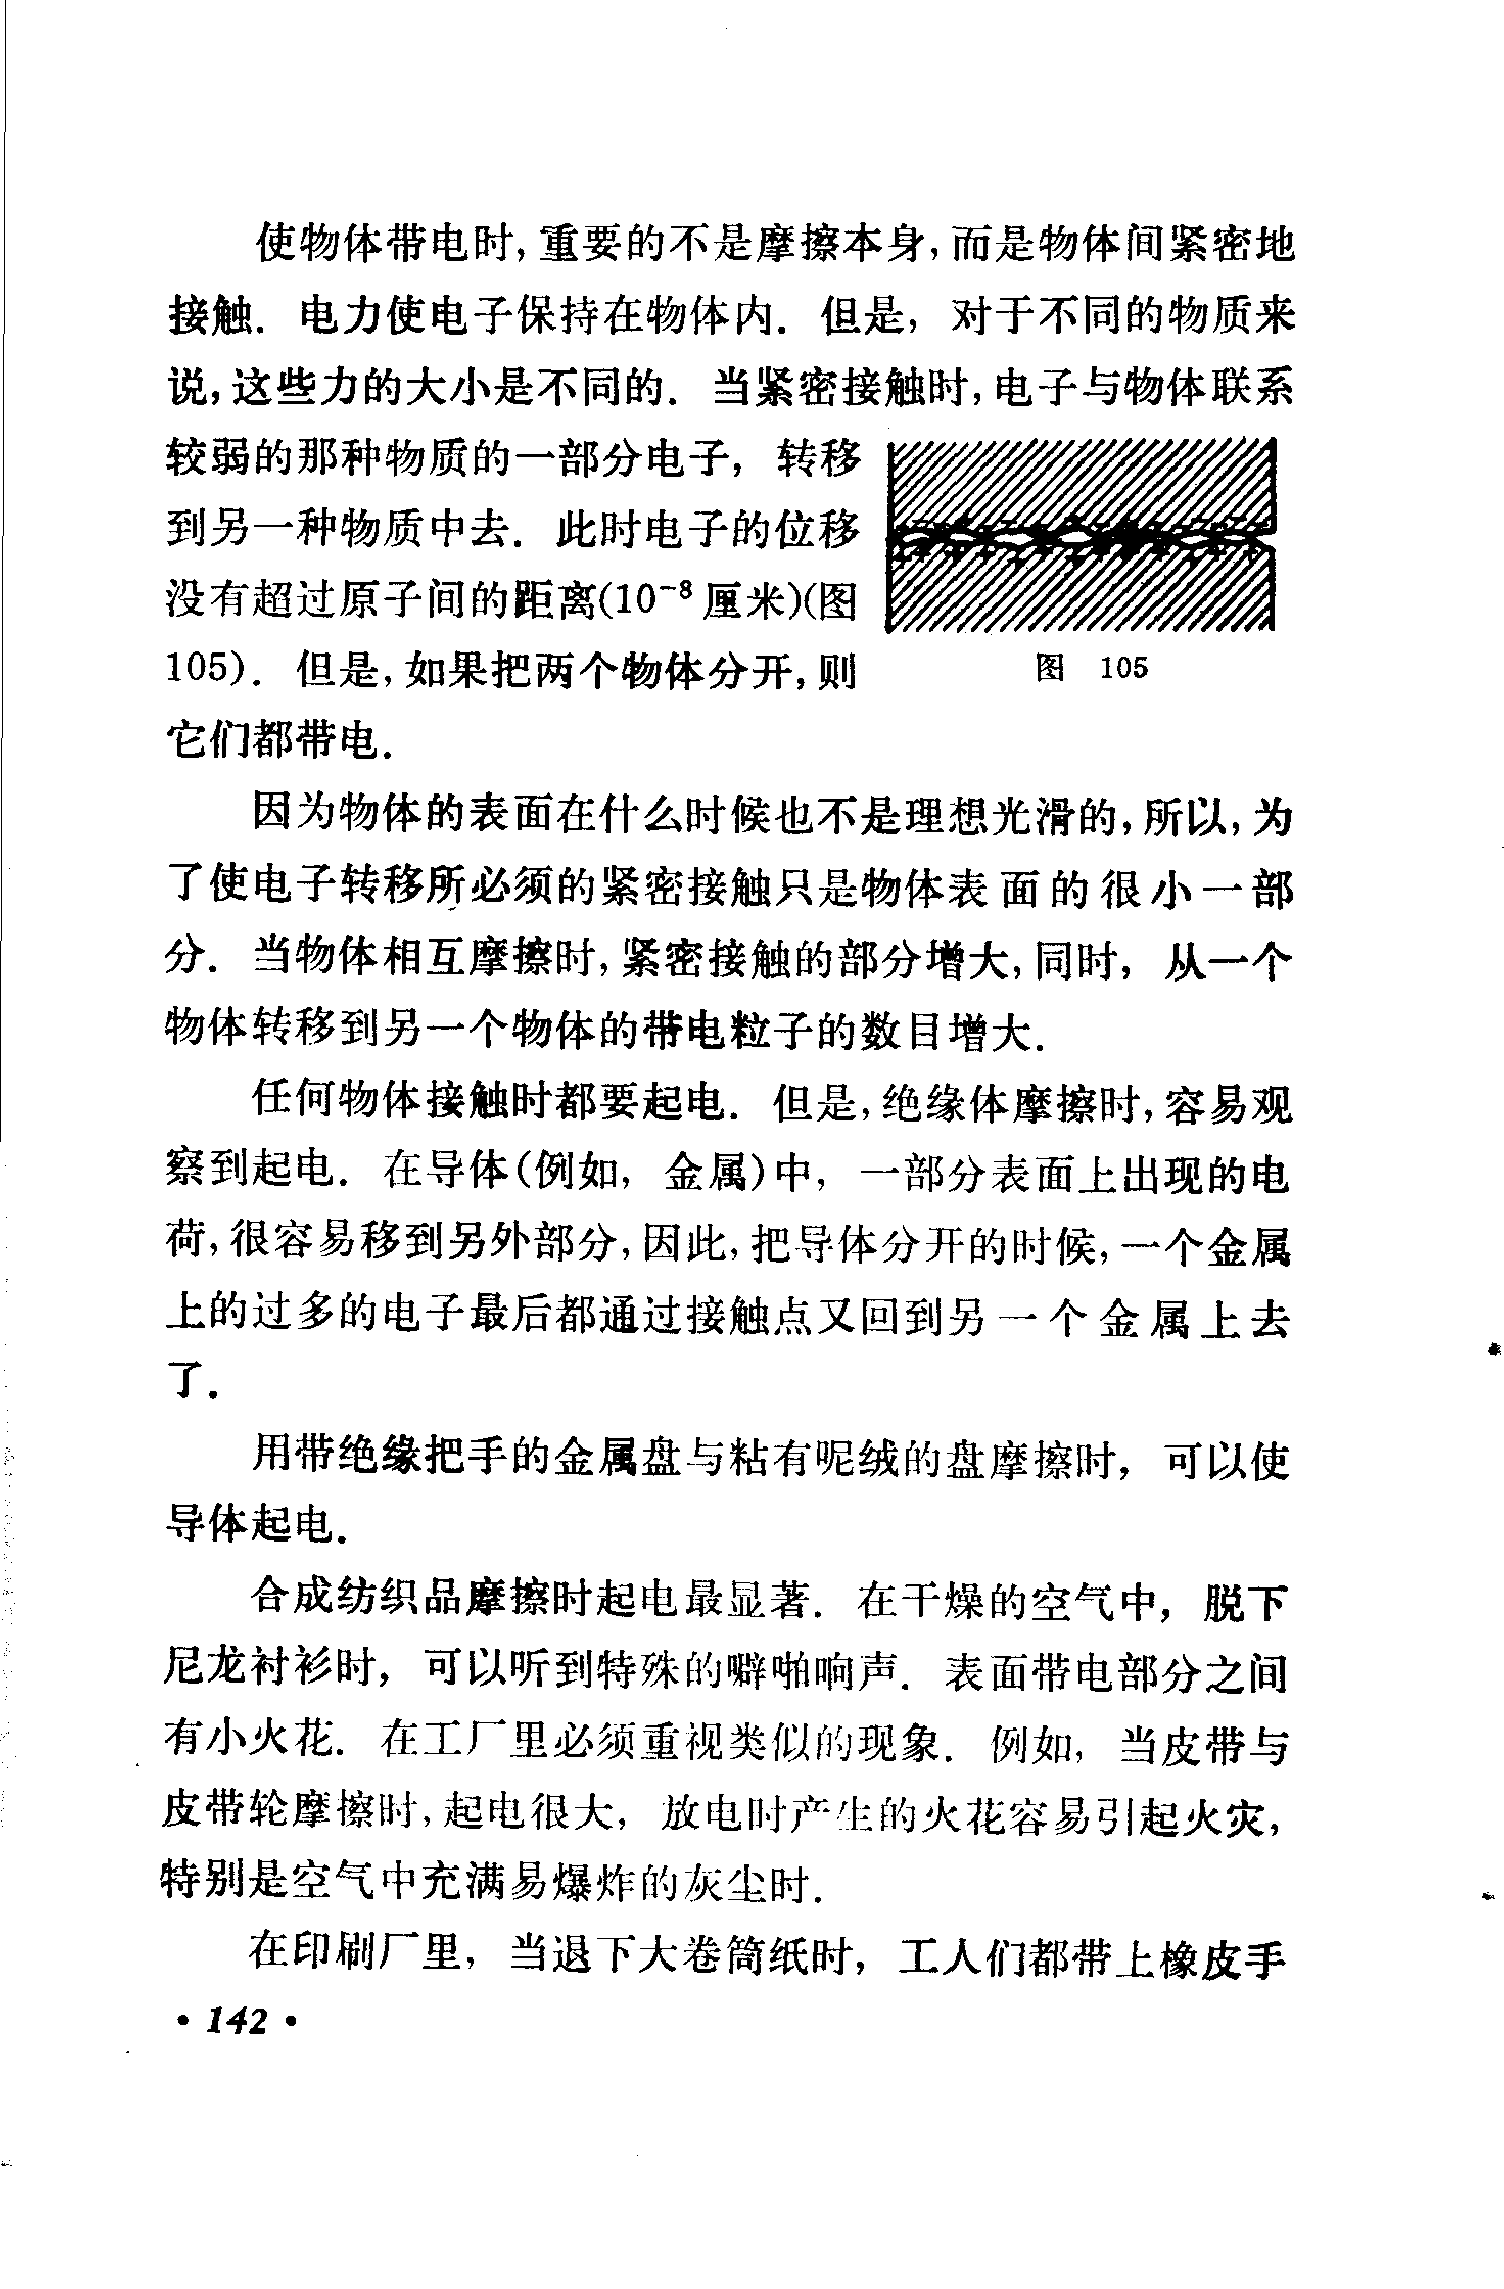 使物体带电时,重要的不是摩擦本身,而是物体间紧密地
接触. 电力使电子保持在物体内. 但是, 对于不同的物质来
说,这些力的大小是不同的. 当紧密接触时,电子与物体联系
较弱的那种物质的一部分电子, 转移
到另一种物质中去. 此时电子的位移
没有超过原子间的距离(10⁻⁸厘米)(图
105). 但是,如果把两个物体分开,则
它们都带电.
图 105
因为物体的表面在什么时候也不是理想光滑的,所以,为
了使电子转移所必须的紧密接触只是物体表面的很小一部
分. 当物体相互摩擦时,紧密接触的部分增大,同时, 从一个
物体转移到另一个物体的带电粒子的数目增大.
任何物体接触时都要起电. 但是,绝缘体摩擦时,容易观
察到起电. 在导体(例如, 金属)中, 一部分表面上出现的电
荷,很容易移到另外部分,因此,把导体分开的时候,一个金属
上的过多的电子最后都通过接触点又回到另一个金属上去
了.
用带绝缘把手的金属盘与粘有呢绒的盘摩擦时, 可以使
导体起电.
合成纺织品摩擦时起电最显著. 在干燥的空气中, 脱下
尼龙衬衫时, 可以听到特殊的噼啪响声. 表面带电部分之间
有小火花. 在工厂里必须重视类似的现象. 例如, 当皮带与
皮带轮摩擦时,起电很大, 放电时产生的火花容易引起火灾,
特别是空气中充满易爆炸的灰尘时.
在印刷厂里, 当退下大卷筒纸时, 工人们都带上橡皮手
• 142 •